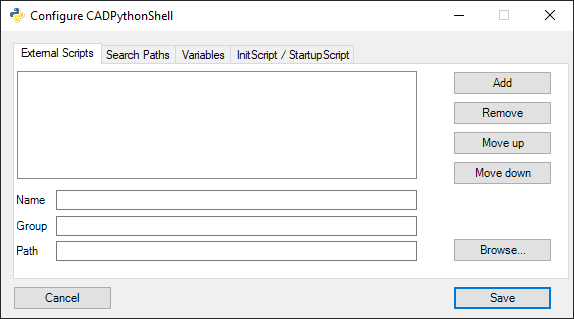 Configure CADPythonShell
External Scripts Search Paths Variables InitScript / StartupScript
Add
Remove
Move up
Move down
Name
Group
Path Browse...
Cancel Save